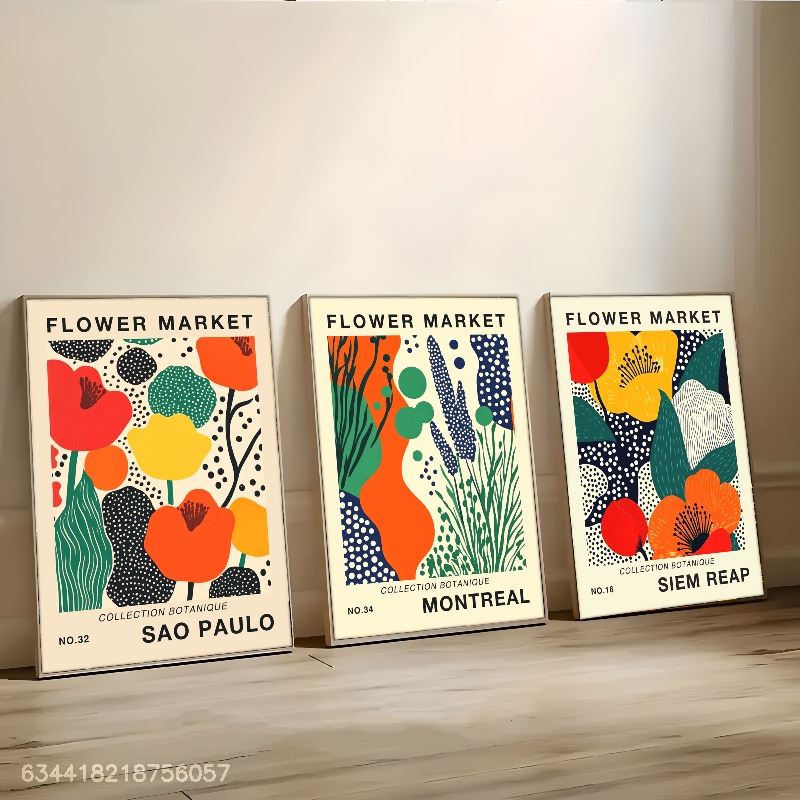 FLOWER MARKET
COLLECTION BOTANIQUE
NO.32
SAO PAULO
FLOWER MARKET
COLLECTION BOTANIQUE
NO.34
MONTREAL
FLOWER MARKET
COLLECTION BOTANIQUE
NO.18
SIEM REAP
634418218756057